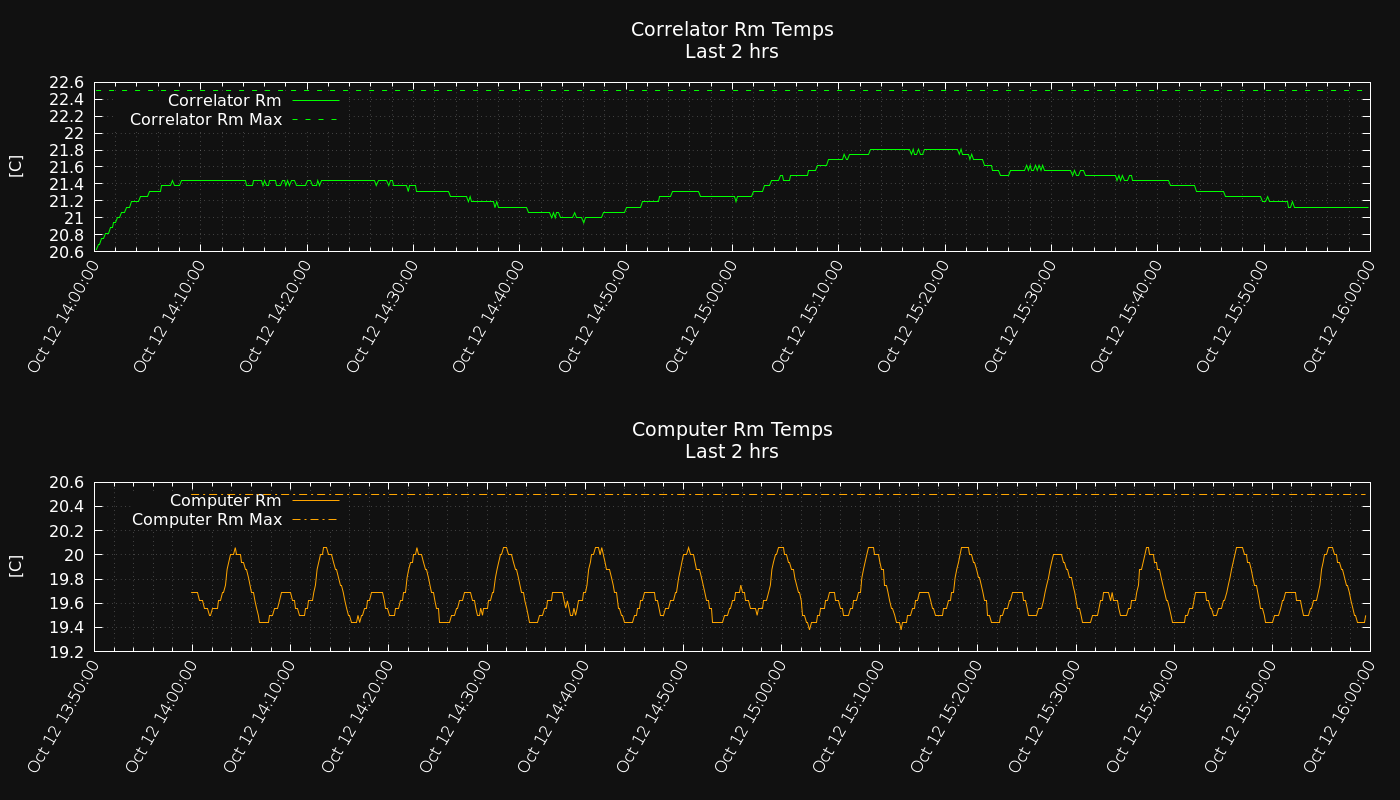 Correlator Rm Temps
Last 2 hrs
22.6
22.4
22.2
22
21.8
21.6
21.4
21.2
21
20.8
20.6
[C]
Correlator Rm
Correlator Rm Max
Oct 12 14:00:00
Oct 12 14:10:00
Oct 12 14:20:00
Oct 12 14:30:00
Oct 12 14:40:00
Oct 12 14:50:00
Oct 12 15:00:00
Oct 12 15:10:00
Oct 12 15:20:00
Oct 12 15:30:00
Oct 12 15:40:00
Oct 12 15:50:00
Oct 12 16:00:00
Computer Rm Temps
Last 2 hrs
20.6
20.4
20.2
20
19.8
19.6
19.4
19.2
[C]
Computer Rm
Computer Rm Max
Oct 12 13:50:00
Oct 12 14:00:00
Oct 12 14:10:00
Oct 12 14:20:00
Oct 12 14:30:00
Oct 12 14:40:00
Oct 12 14:50:00
Oct 12 15:00:00
Oct 12 15:10:00
Oct 12 15:20:00
Oct 12 15:30:00
Oct 12 15:40:00
Oct 12 15:50:00
Oct 12 16:00:00